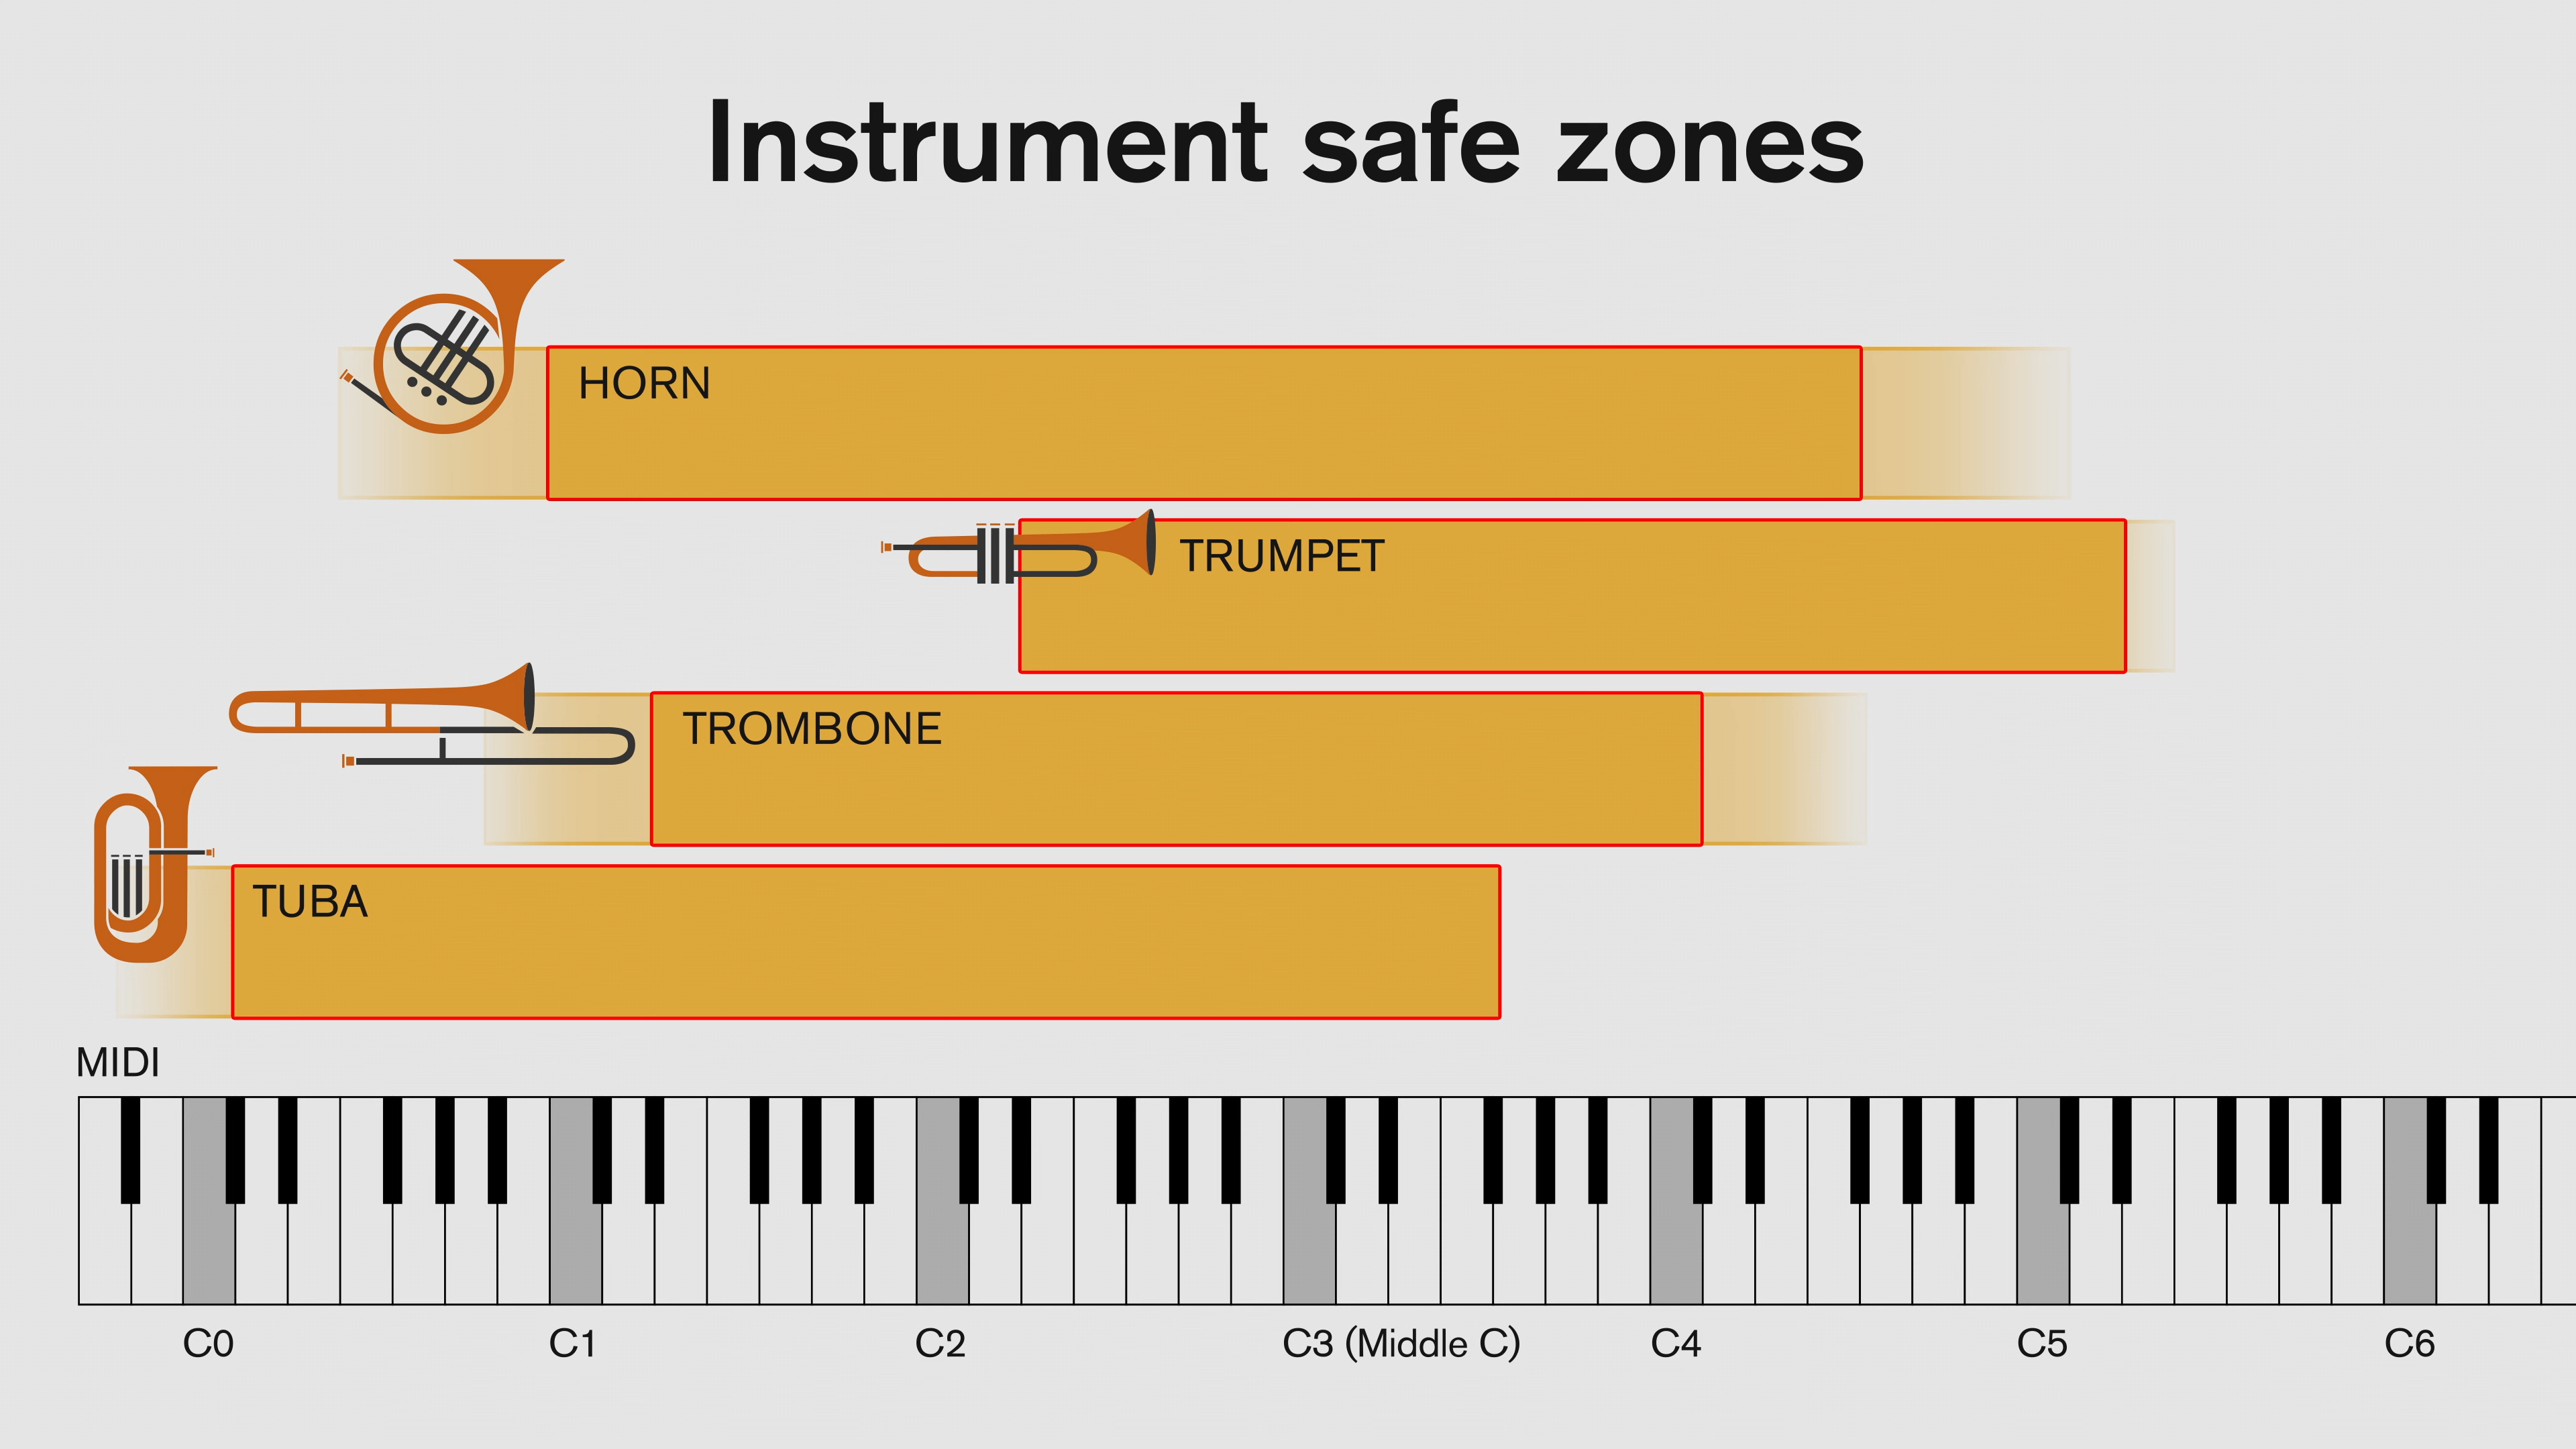 Instrument safe zones
HORN
TRUMPET
TROMBONE
TUBA
MIDI
C0 C1 C2 C3 (Middle C) C4 C5 C6